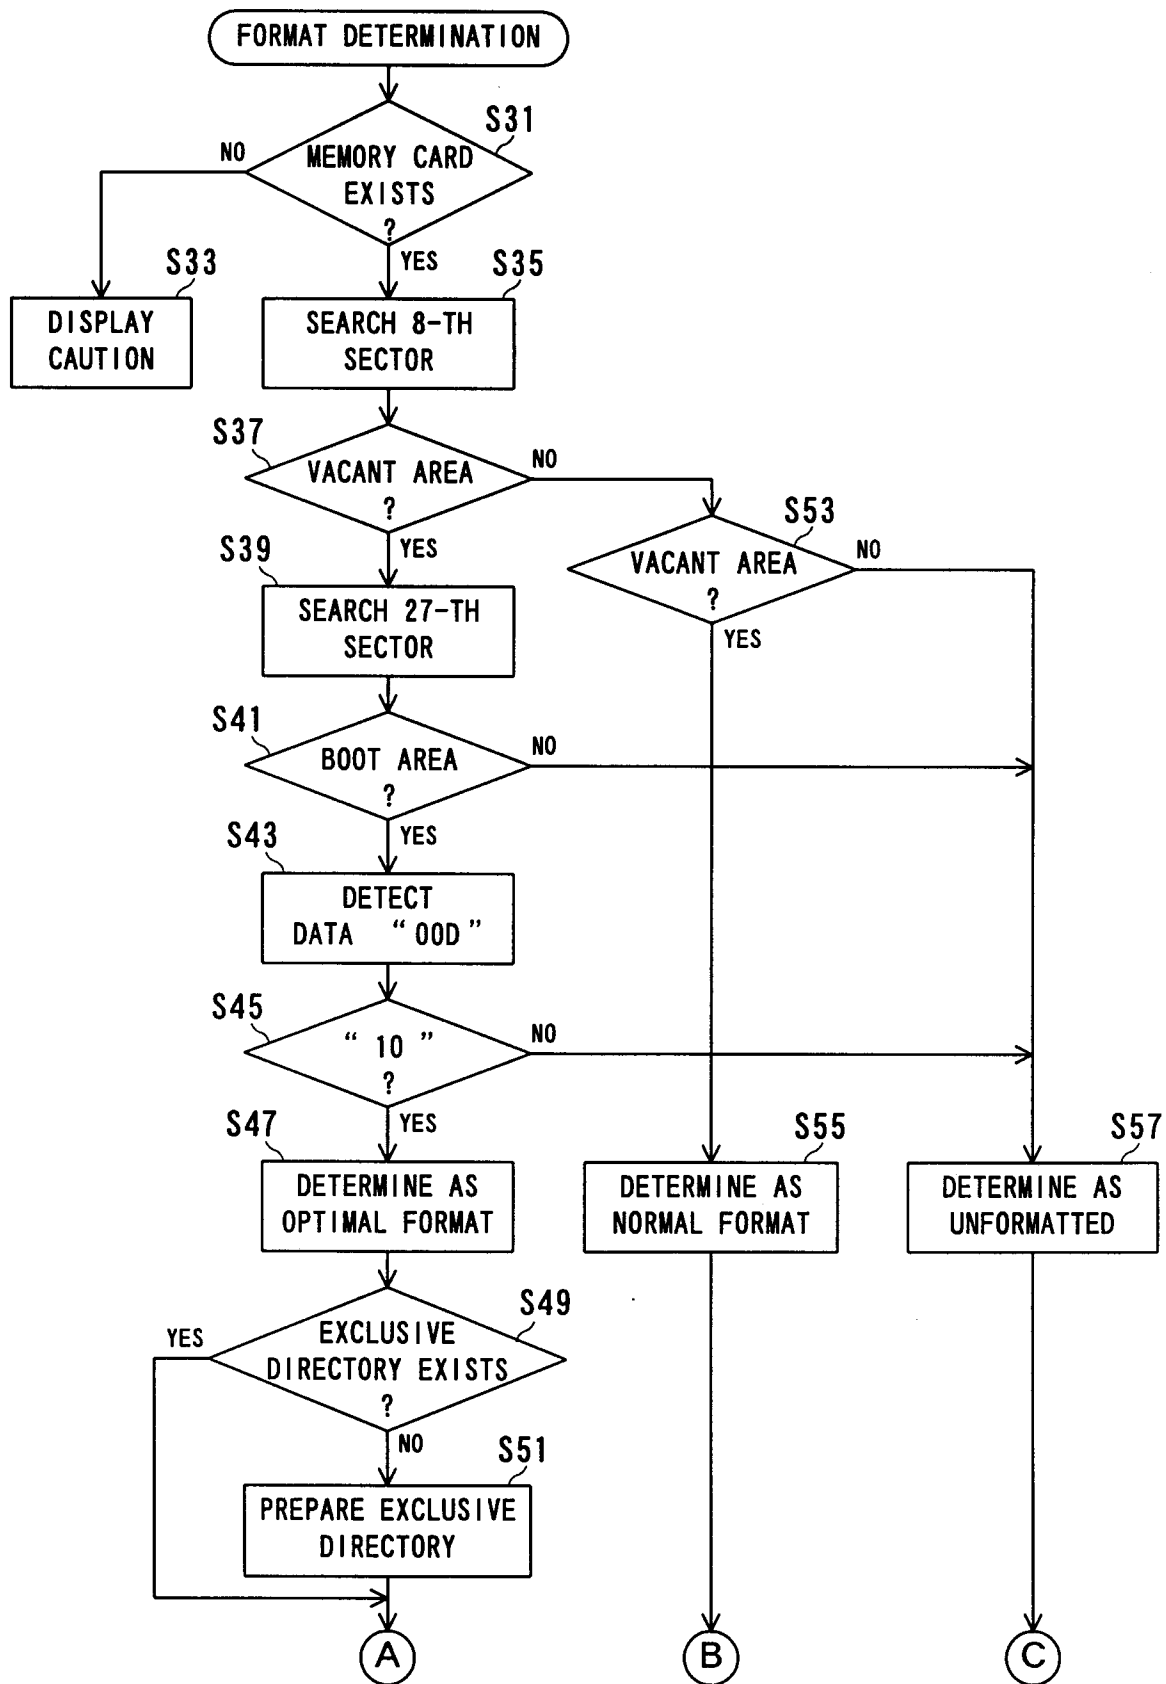 FORMAT DETERMINATION
S31
NO
MEMORY CARD
EXISTS
?
YES
S33
S35
DISPLAY
CAUTION
SEARCH 8-TH
SECTOR
S37
VACANT AREA
?
NO
YES
S53
VACANT AREA
?
NO
YES
S39
SEARCH 27-TH
SECTOR
S41
BOOT AREA
?
NO
YES
S43
DETECT
DATA “00D”
S45
“10”
?
NO
YES
S47
DETERMINE AS
OPTIMAL FORMAT
S55
DETERMINE AS
NORMAL FORMAT
S57
DETERMINE AS
UNFORMATTED
S49
YES
EXCLUSIVE
DIRECTORY EXISTS
?
NO
S51
PREPARE EXCLUSIVE
DIRECTORY
A
B
C